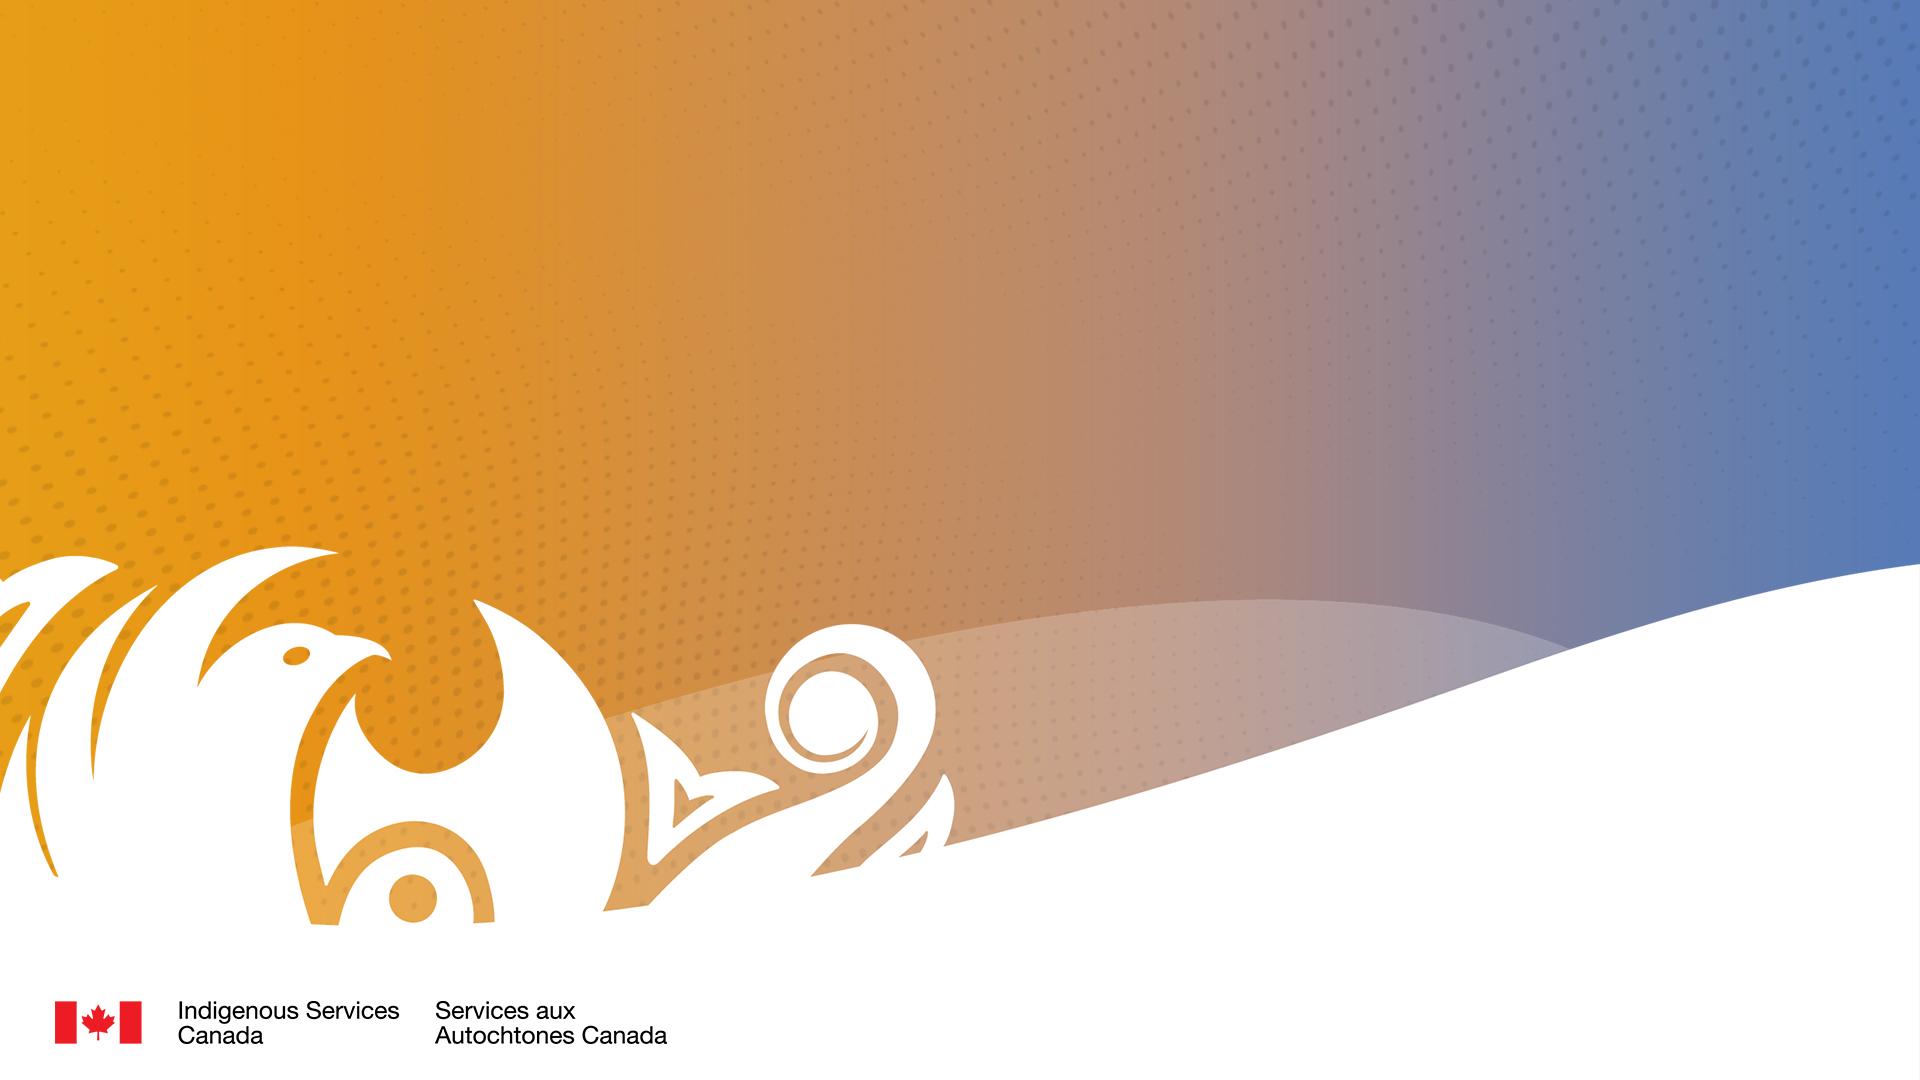 Indigenous Services
Canada
Services aux
Autochtones Canada